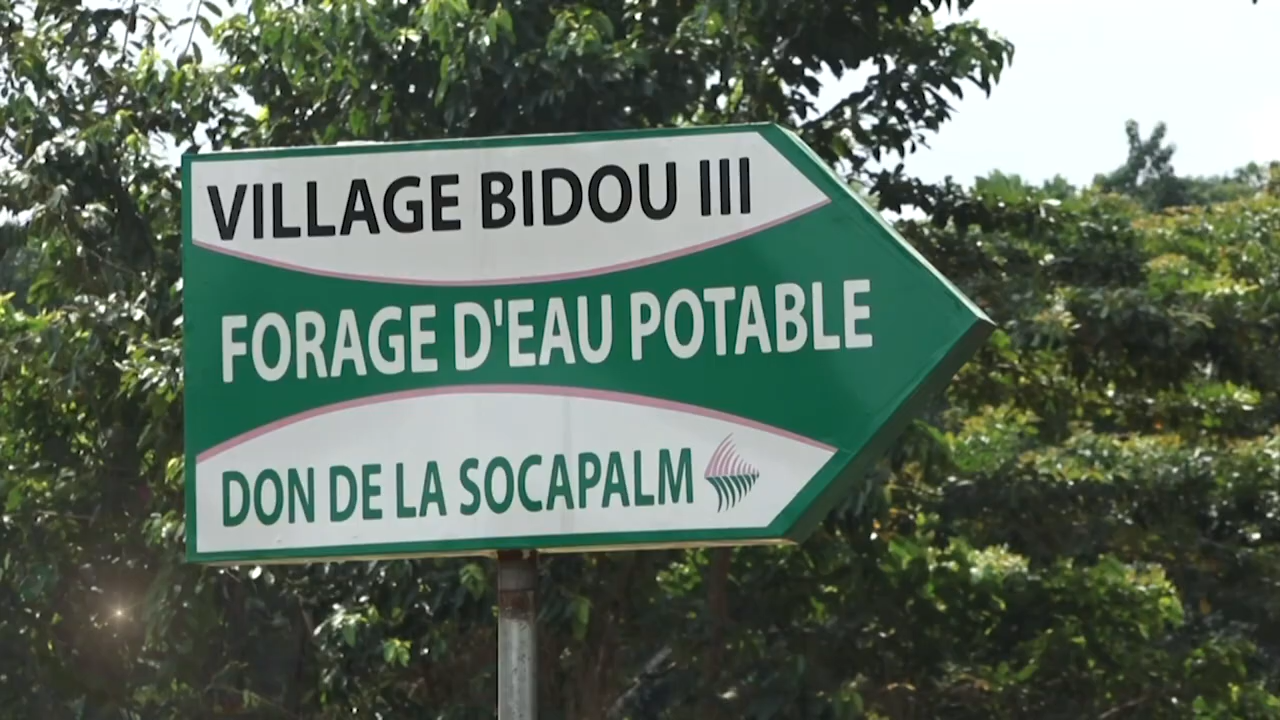 VILLAGE BIDOU III
FORAGE D'EAU POTABLE
DON DE LA SOCAPALM